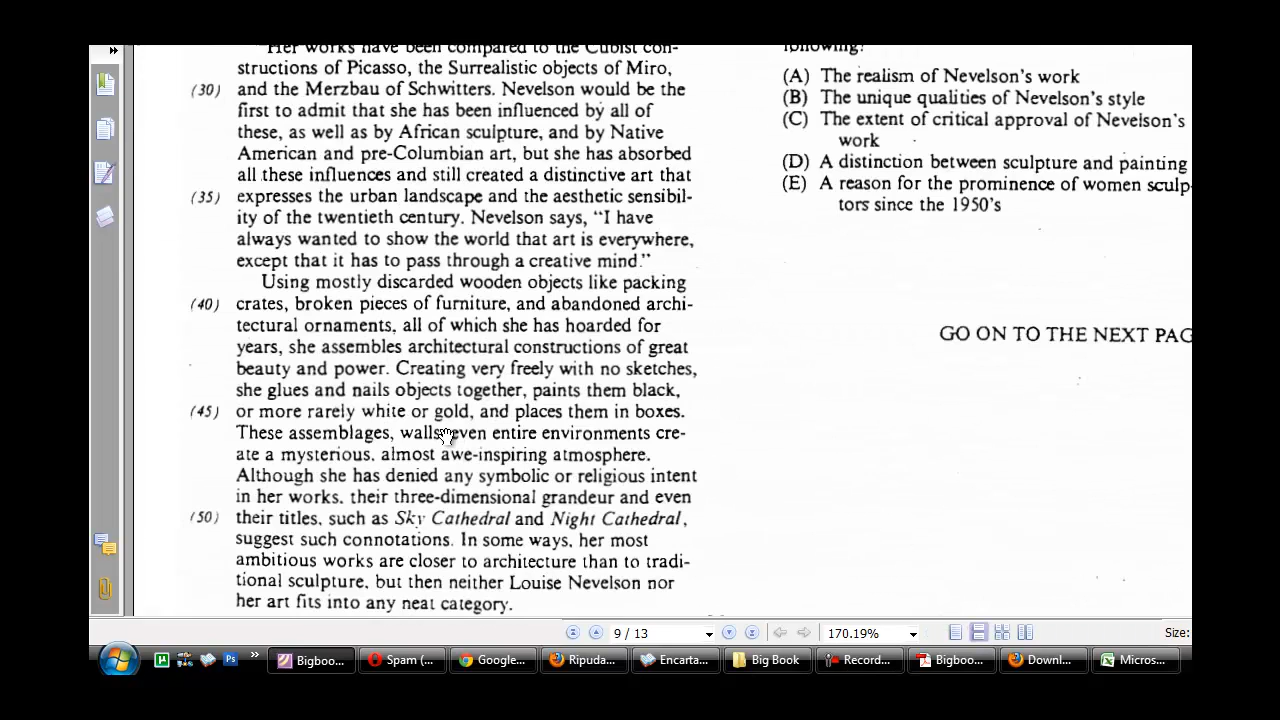 Her works have been compared to the Cubist con-
structions of Picasso, the Surrealistic objects of Miro,
(30) and the Merzbau of Schwitters. Nevelson would be the
first to admit that she has been influenced by all of
these, as well as by African sculpture, and by Native
American and pre-Columbian art, but she has absorbed
all these influences and still created a distinctive art that
(35) expresses the urban landscape and the aesthetic sensibil-
ity of the twentieth century. Nevelson says, “I have
always wanted to show the world that art is everywhere,
except that it has to pass through a creative mind.”
Using mostly discarded wooden objects like packing
(40) crates, broken pieces of furniture, and abandoned archi-
tectural ornaments, all of which she has hoarded for
years, she assembles architectural constructions of great
beauty and power. Creating very freely with no sketches,
she glues and nails objects together, paints them black,
(45) or more rarely white or gold, and places them in boxes.
These assemblages, walls, even entire environments cre-
ate a mysterious, almost awe-inspiring atmosphere.
Although she has denied any symbolic or religious intent
in her works, their three-dimensional grandeur and even
(50) their titles, such as Sky Cathedral and Night Cathedral,
suggest such connotations. In some ways, her most
ambitious works are closer to architecture than to tradi-
tional sculpture, but then neither Louise Nevelson nor
her art fits into any neat category.
following?
(A) The realism of Nevelson's work
(B) The unique qualities of Nevelson's style
(C) The extent of critical approval of Nevelson's
work
(D) A distinction between sculpture and painting
(E) A reason for the prominence of women sculp-
tors since the 1950's
GO ON TO THE NEXT PAG
9 / 13 170.19% Size:
Bigboo... Spam (... Google... Ripuda... Encarta... Big Book Record... Bigboo... Downl... Micros...